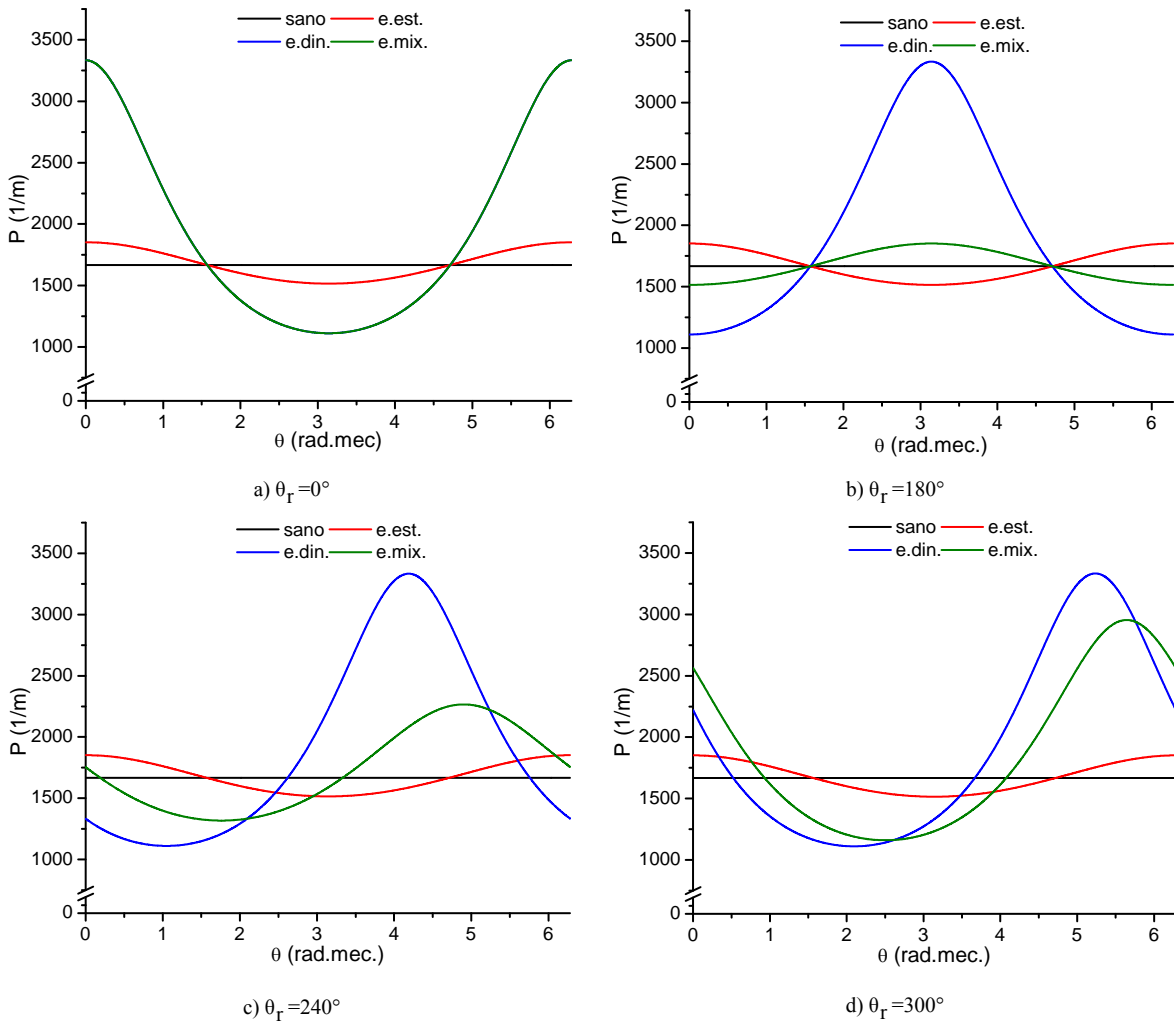 sano e.est.
e.din. e.mix.
3500
3000
2500
2000
1500
1000
0
P (1/m)
0 1 2 3 4 5 6
θ (rad.mec)
a) θr =0°
sano e.est.
e.din. e.mix.
3500
3000
2500
2000
1500
1000
0
P (1/m)
0 1 2 3 4 5 6
θ (rad.mec.)
b) θr =180°
sano e.est.
e.din. e.mix.
3500
3000
2500
2000
1500
1000
0
P (1/m)
0 1 2 3 4 5 6
θ (rad.mec.)
c) θr =240°
sano e.est.
e.din. e.mix.
3500
3000
2500
2000
1500
1000
0
P (1/m)
0 1 2 3 4 5 6
θ (rad.mec.)
d) θr =300°